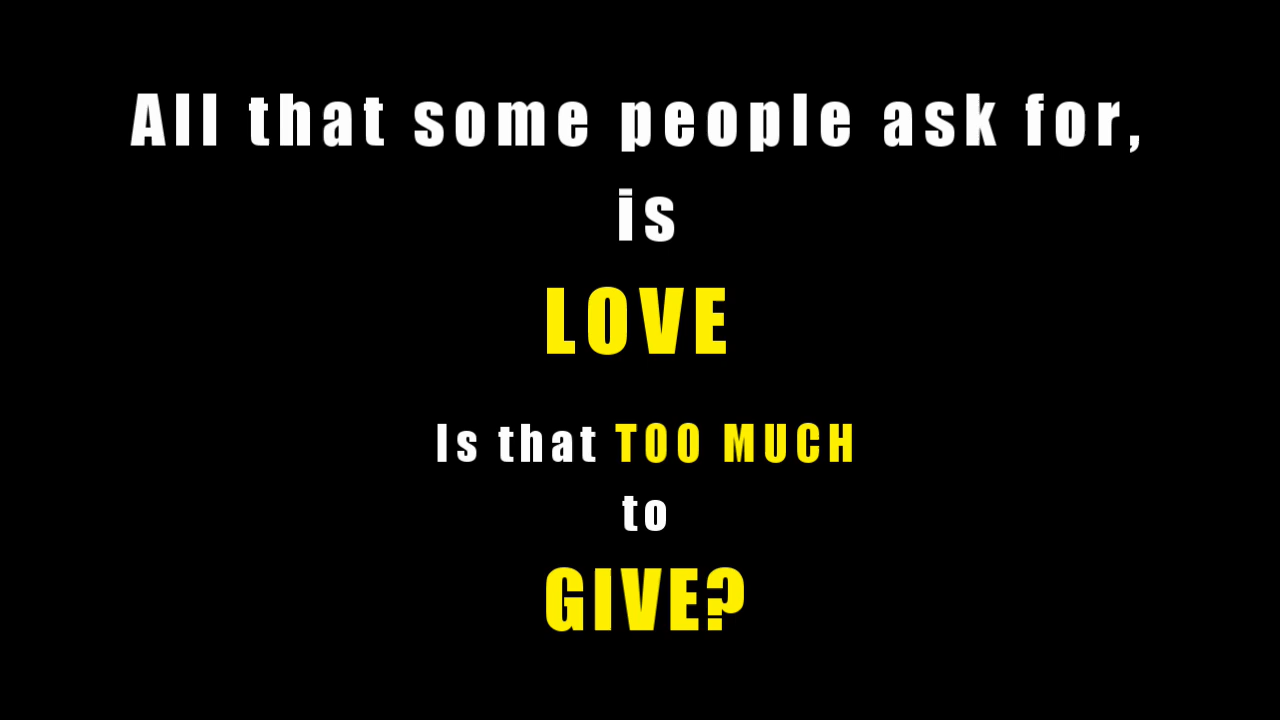 All that some people ask for,
is
LOVE
Is that TOO MUCH
to
GIVE?